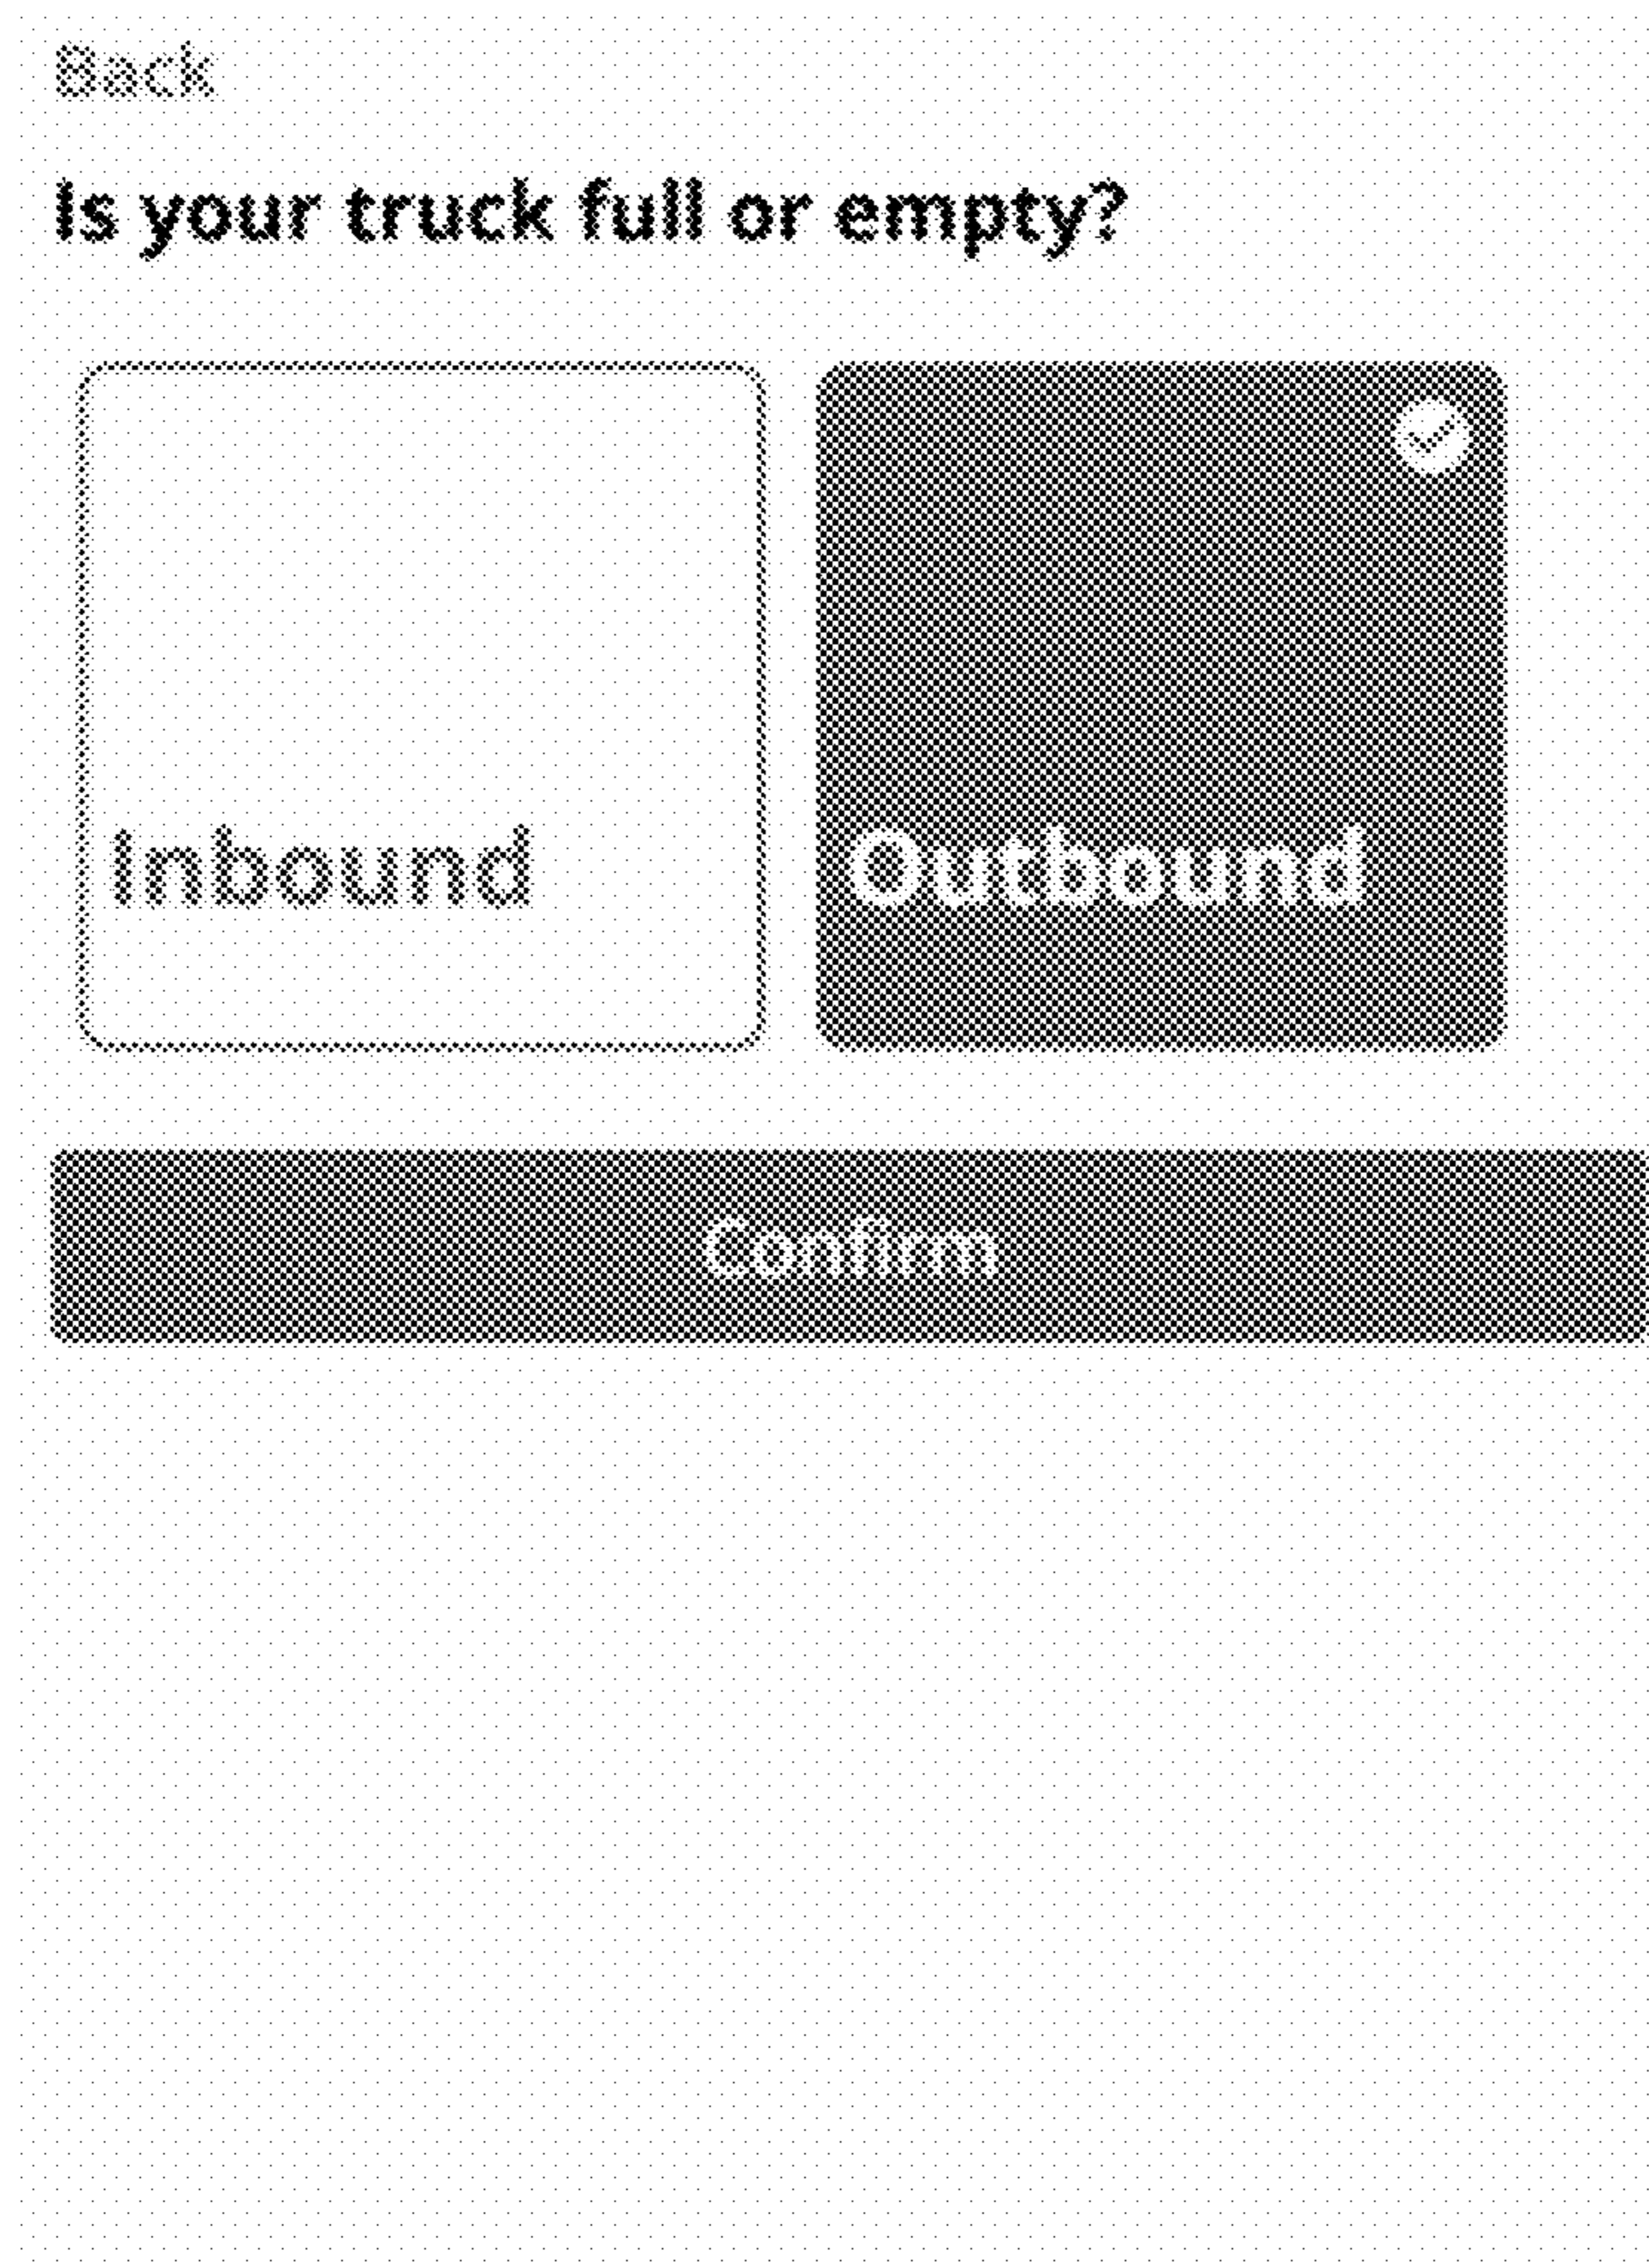 Back
Is your truck full or empty?
Inbound
Outbound
Confirm